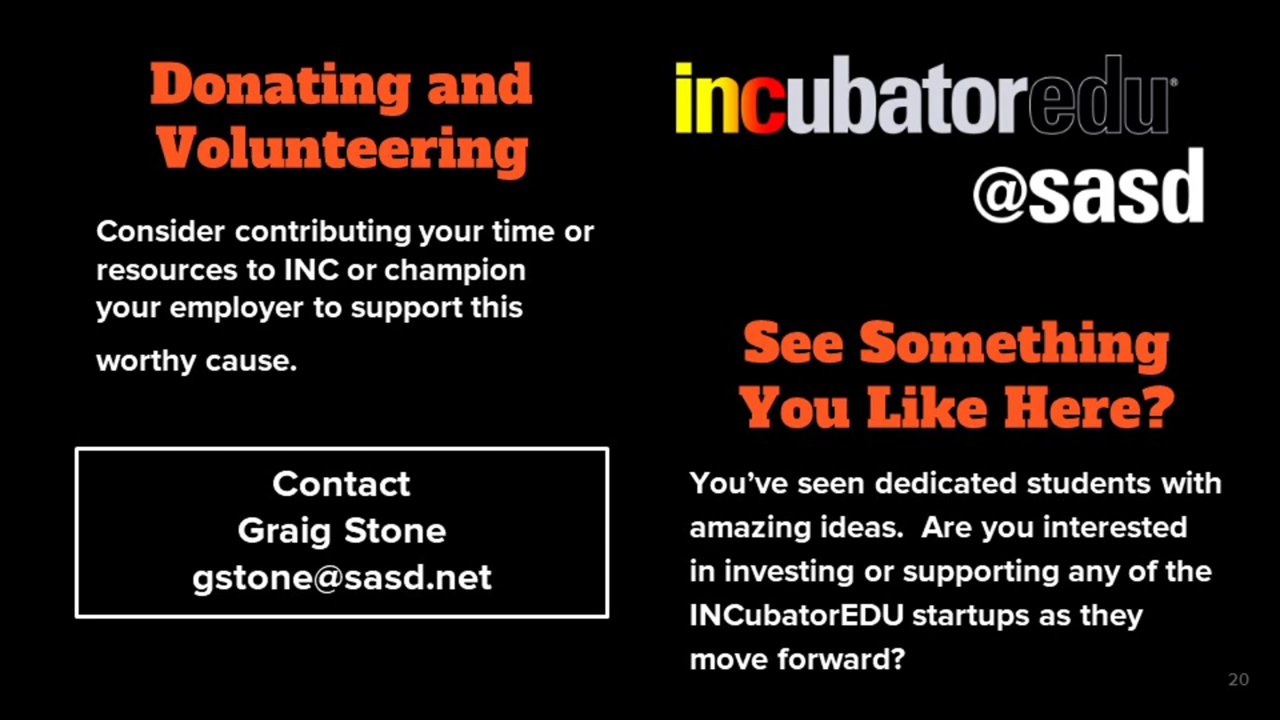 Donating and
Volunteering
Consider contributing your time or
resources to INC or champion
your employer to support this
worthy cause.
Contact
Graig Stone
gstone@sasd.net
incubatoredu®
@sasd
See Something
You Like Here?
You’ve seen dedicated students with
amazing ideas.  Are you interested
in investing or supporting any of the
INCubatorEDU startups as they
move forward?
20